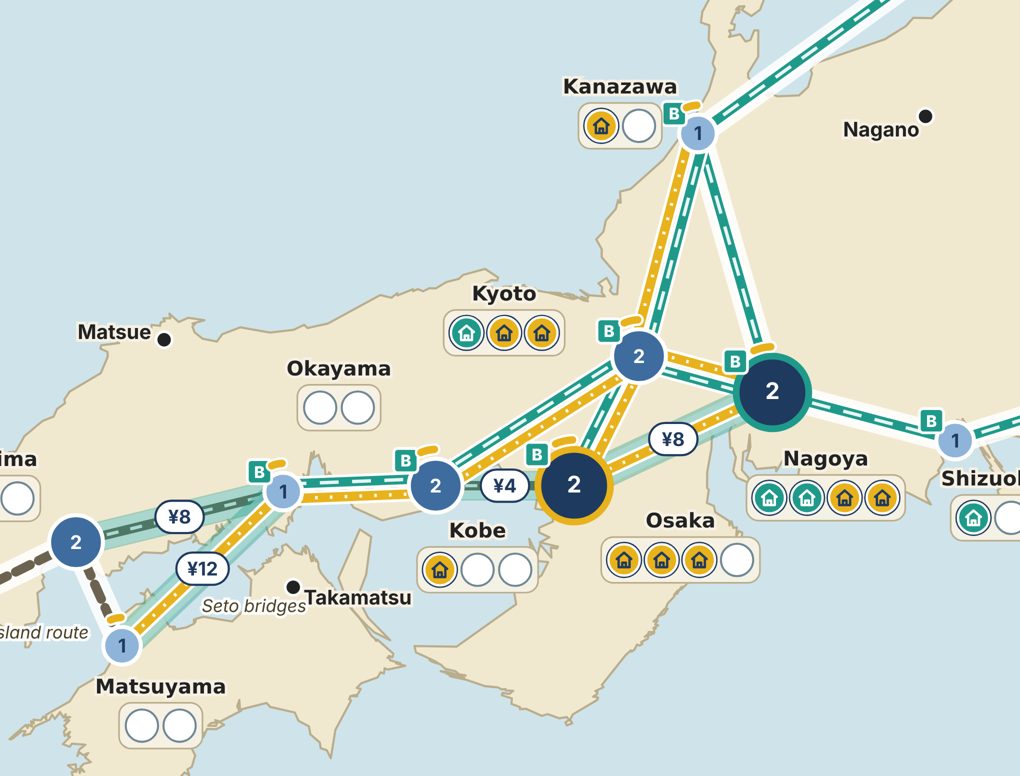 Kanazawa
B
1
Nagano
Kyoto
B
2
Matsue
Okayama
B
2
ima
B
1
B
2
¥4
B
2
¥8
B
1
Nagoya
Shizuol
¥8
2
¥12
Kobe
Osaka
Seto bridges
Takamatsu
sland route
1
Matsuyama